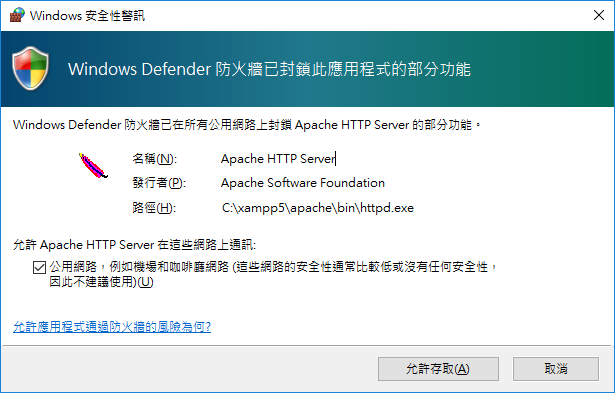 Windows 安全性警訊
Windows Defender 防火牆已封鎖此應用程式的部分功能
Windows Defender 防火牆已在所有公用網路上封鎖 Apache HTTP Server 的部分功能。
名稱(N): Apache HTTP Server
發行者(P): Apache Software Foundation
路徑(H): C:\xampp5\apache\bin\httpd.exe
允許 Apache HTTP Server 在這些網路上通訊:
公用網路，例如機場和咖啡廳網路 (這些網路的安全性通常比較低或沒有任何安全性，
因此不建議使用)(U)
允許應用程式通過防火牆的風險為何?
允許存取(A) 取消